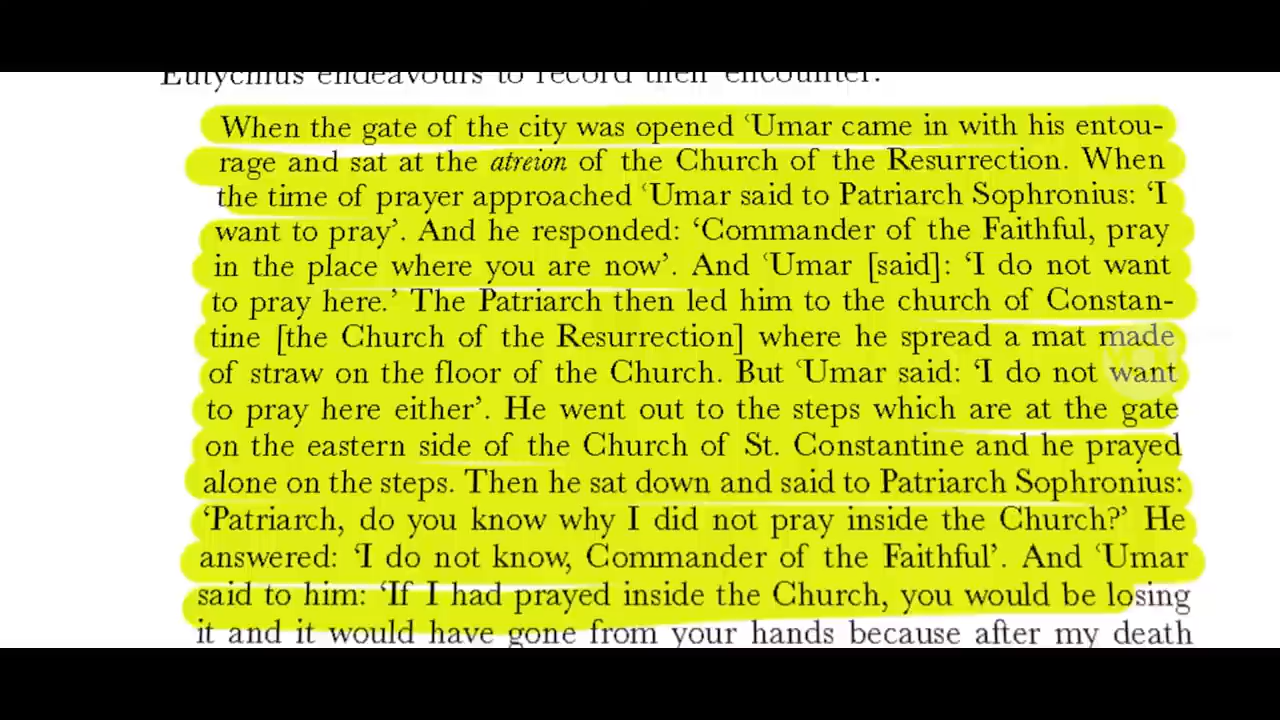 Eutychius endeavours to record their encounter:
When the gate of the city was opened ‘Umar came in with his entou-
rage and sat at the atreion of the Church of the Resurrection. When
the time of prayer approached ‘Umar said to Patriarch Sophronius: ‘I
want to pray’. And he responded: ‘Commander of the Faithful, pray
in the place where you are now’. And ‘Umar [said]: ‘I do not want
to pray here.’ The Patriarch then led him to the church of Constan-
tine [the Church of the Resurrection] where he spread a mat made
of straw on the floor of the Church. But ‘Umar said: ‘I do not want
to pray here either’. He went out to the steps which are at the gate
on the eastern side of the Church of St. Constantine and he prayed
alone on the steps. Then he sat down and said to Patriarch Sophronius:
‘Patriarch, do you know why I did not pray inside the Church?’ He
answered: ‘I do not know, Commander of the Faithful’. And ‘Umar
said to him: ‘If I had prayed inside the Church, you would be losing
it and it would have gone from your hands because after my death